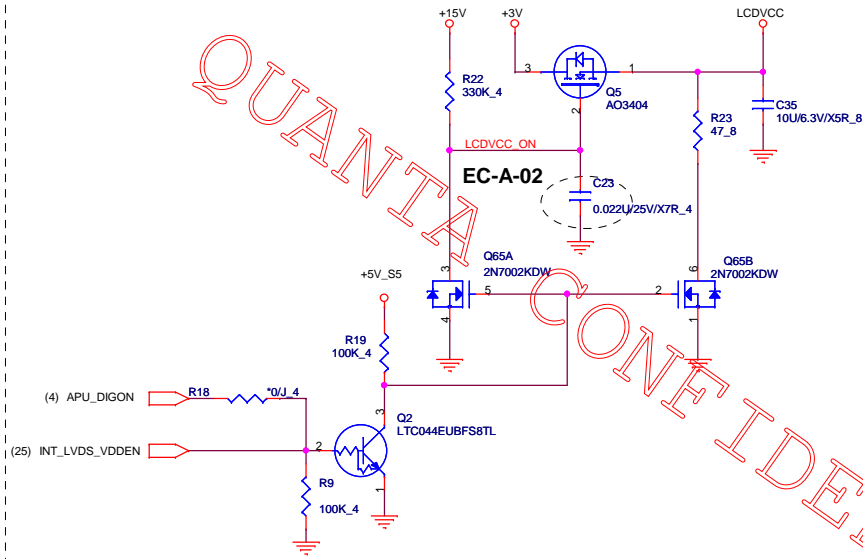 +15V
+3V
LCDVCC
R22
330K_4
3
1
Q5
AO3404
2
R23
47_8
C35
10U/6.3V/X5R_8
LCDVCC_ON
EC-A-02
C23
0.022U/25V/X7R_4
Q65A
2N7002KDW
3
5
4
Q65B
2N7002KDW
6
2
1
+5V_S5
R19
100K_4
(4) APU_DIGON
R18
*0/J_4
3
Q2
LTC044EUBFS8TL
(25) INT_LVDS_VDDEN
2
1
R9
100K_4
QUANTA CONFIDE